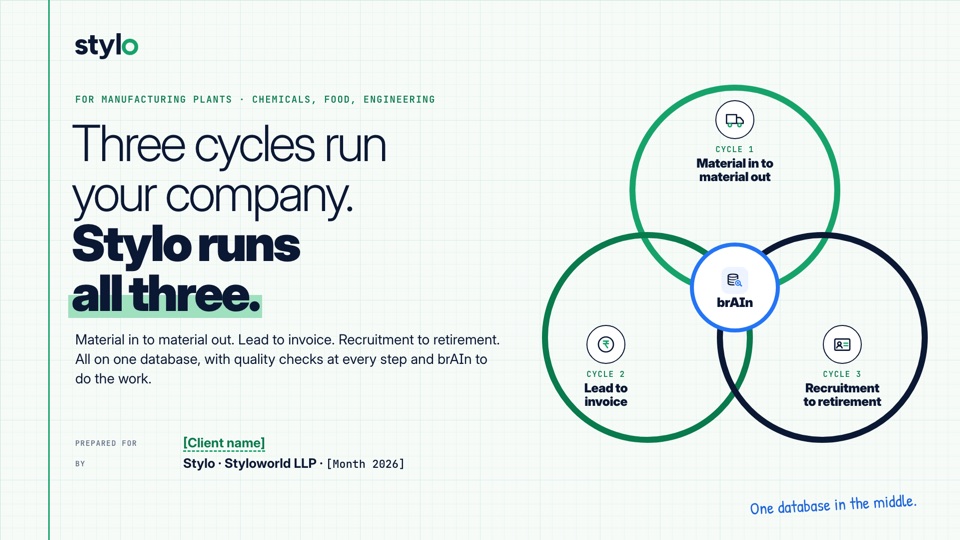 stylo
FOR MANUFACTURING PLANTS · CHEMICALS, FOOD, ENGINEERING
Three cycles run
your company.
Stylo runs
all three.
Material in to material out. Lead to invoice. Recruitment to retirement.
All on one database, with quality checks at every step and brAIn to
do the work.
PREPARED FOR [Client name]
BY Stylo · Styloworld LLP · [Month 2026]
CYCLE 1
Material in to
material out
brAIn
₹
CYCLE 2
Lead to
invoice
CYCLE 3
Recruitment
to retirement
One database in the middle.